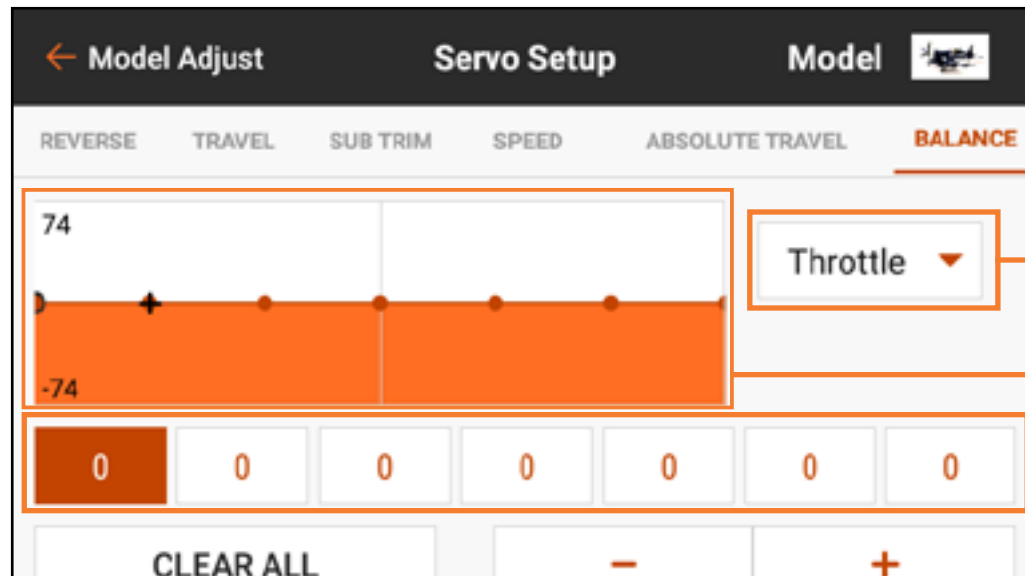 ← Model Adjust Servo Setup Model
REVERSE TRAVEL SUB TRIM SPEED ABSOLUTE TRAVEL BALANCE
74
Throttle
-74
0 0 0 0 0 0 0
CLEAR ALL - +